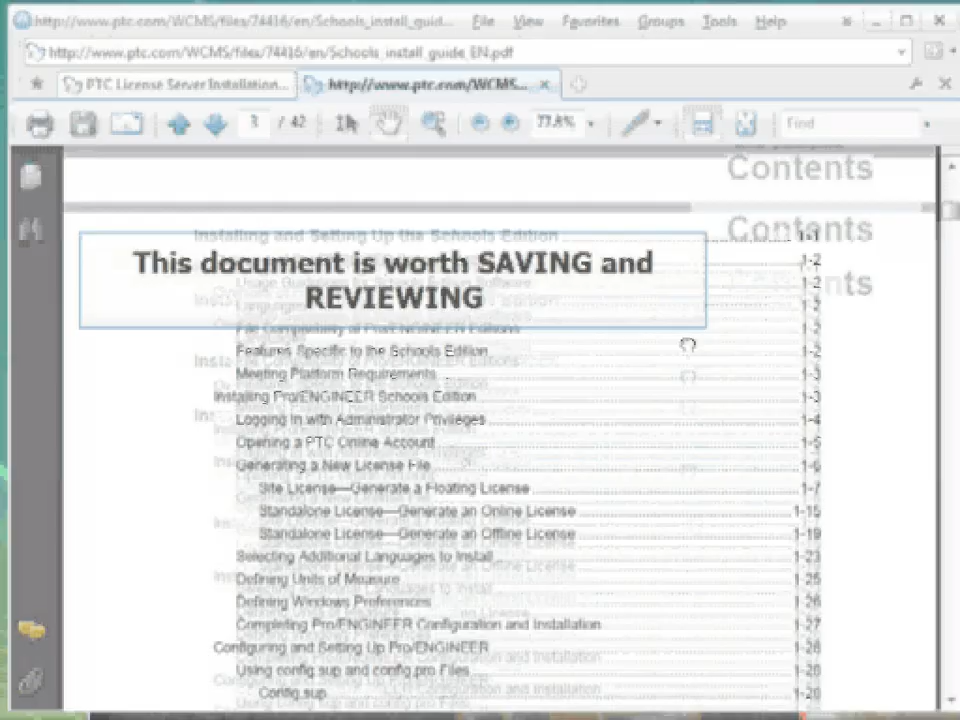 http://www.ptc.com/WCMS/files/74416/en/Schools_install_guid... File View Favorites Groups Tools Help
http://www.ptc.com/WCMS/files/74416/en/Schools_install_guide_EN.pdf
PTC License Server Installation... http://www.ptc.com/WCMS...
3 / 42 77.8% Find
Contents
Contents
Installing and Setting Up the Schools Edition 1-1
This document is worth SAVING and
REVIEWING
1-2
1-2
1-2
File Compatibility of Pro/ENGINEER Editions 1-2
Features Specific to the Schools Edition 1-2
Meeting Platform Requirements 1-3
Installing Pro/ENGINEER Schools Edition 1-3
Logging In with Administrator Privileges 1-4
Opening a PTC Online Account 1-5
Generating a New License File 1-6
Site License—Generate a Floating License 1-7
Standalone License—Generate an Online License 1-15
Standalone License—Generate an Offline License 1-19
Selecting Additional Languages to Install 1-23
Defining Units of Measure 1-25
Defining Windows Preferences 1-26
Completing Pro/ENGINEER Configuration and Installation 1-27
Configuring and Setting Up Pro/ENGINEER 1-28
Using config.sup and config.pro Files 1-28
Config.sup 1-28